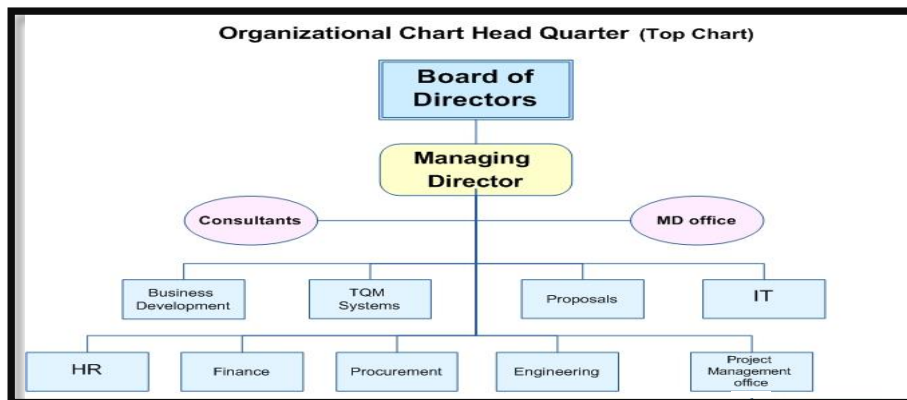 Organizational Chart Head Quarter (Top Chart)
Board of
Directors
Managing
Director
Consultants
MD office
Business
Development
TQM
Systems
Proposals
IT
HR
Finance
Procurement
Engineering
Project
Management
office